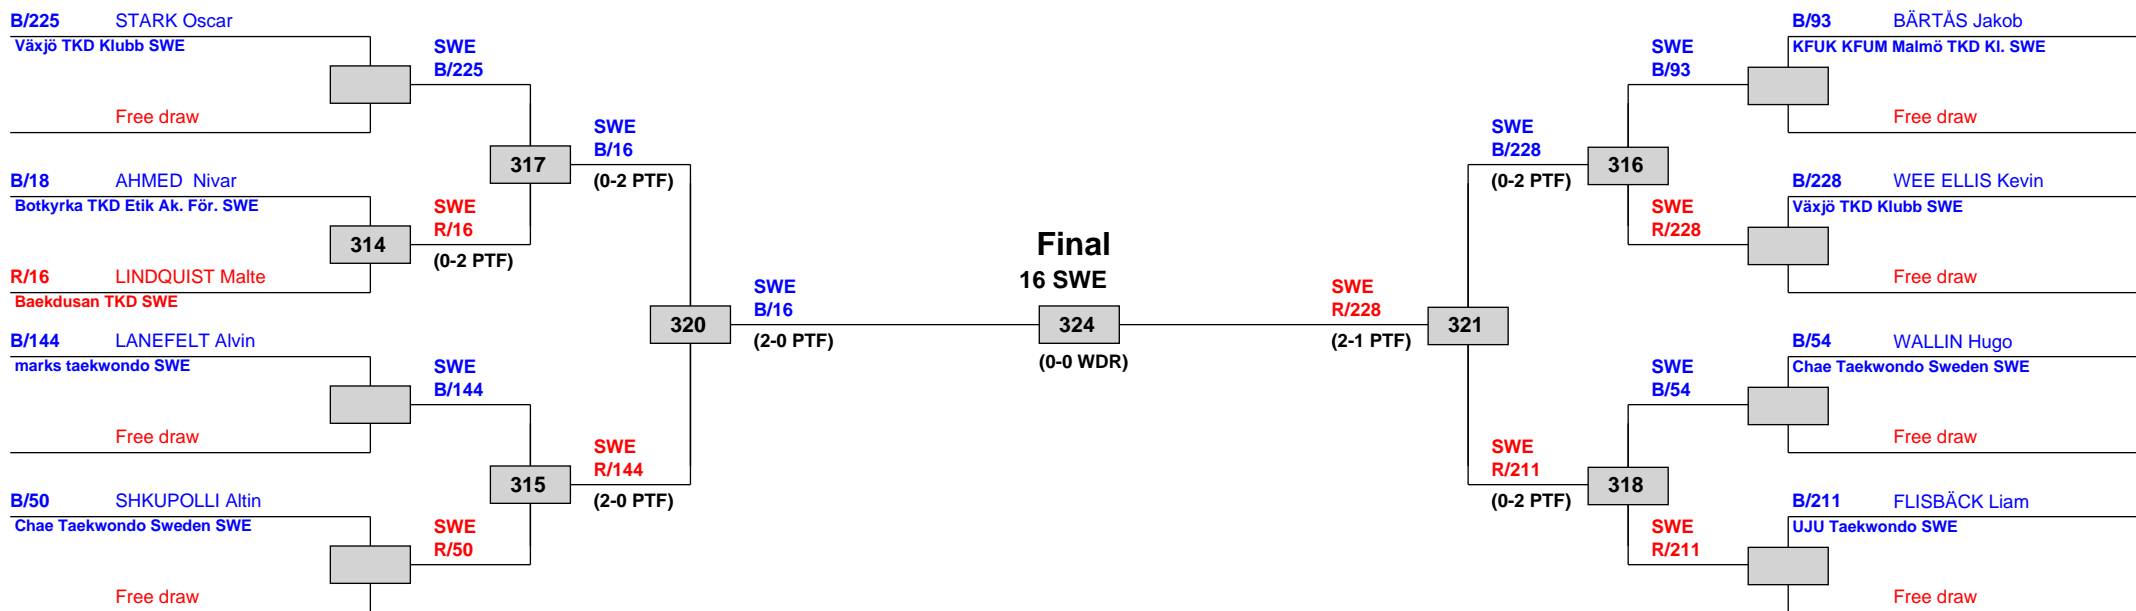 B/225 STARK Oscar
Växjö TKD Klubb SWE
Free draw
SWE
B/225
B/18 AHMED  Nivar
Botkyrka TKD Etik Ak. För. SWE
314
R/16 LINDQUIST Malte
Baekdusan TKD SWE
SWE
R/16
(0-2 PTF)
317
SWE
B/16
(0-2 PTF)
B/144 LANEFELT Alvin
marks taekwondo SWE
Free draw
SWE
B/144
B/50 SHKUPOLLI Altin
Chae Taekwondo Sweden SWE
Free draw
SWE
R/50
315
SWE
R/144
(2-0 PTF)
320
SWE
B/16
(2-0 PTF)
Final
16 SWE
324
(0-0 WDR)
SWE
R/228
(2-1 PTF)
321
SWE
B/228
(0-2 PTF)
316
SWE
B/93
B/93 BÄRTÅS Jakob
KFUK KFUM Malmö TKD Kl. SWE
Free draw
SWE
R/228
B/228 WEE ELLIS Kevin
Växjö TKD Klubb SWE
Free draw
SWE
R/211
(0-2 PTF)
318
SWE
B/54
B/54 WALLIN Hugo
Chae Taekwondo Sweden SWE
Free draw
SWE
R/211
B/211 FLISBÄCK Liam
UJU Taekwondo SWE
Free draw